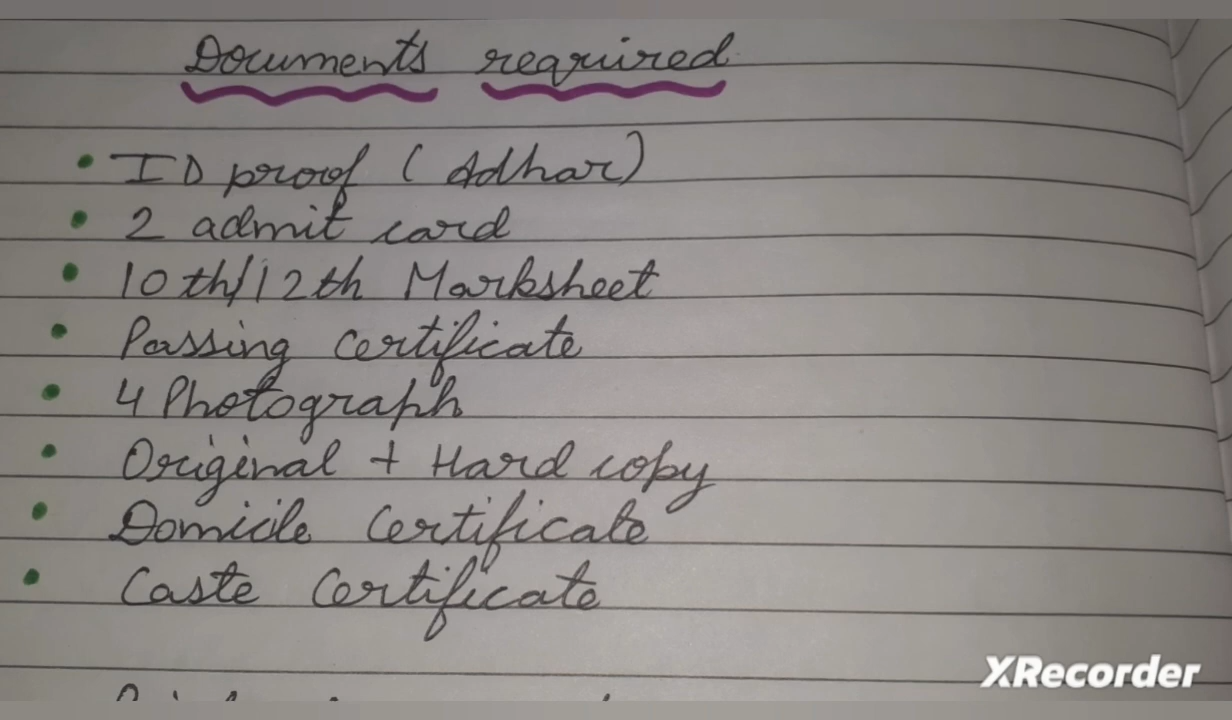 Documents required
• ID proof (Adhar)
• 2 admit card
• 10th/12th Marksheet
• Passing Certificate
• 4 Photograph
• Original + Hard copy
• Domicile Certificate
• Caste Certificate
XRecorder